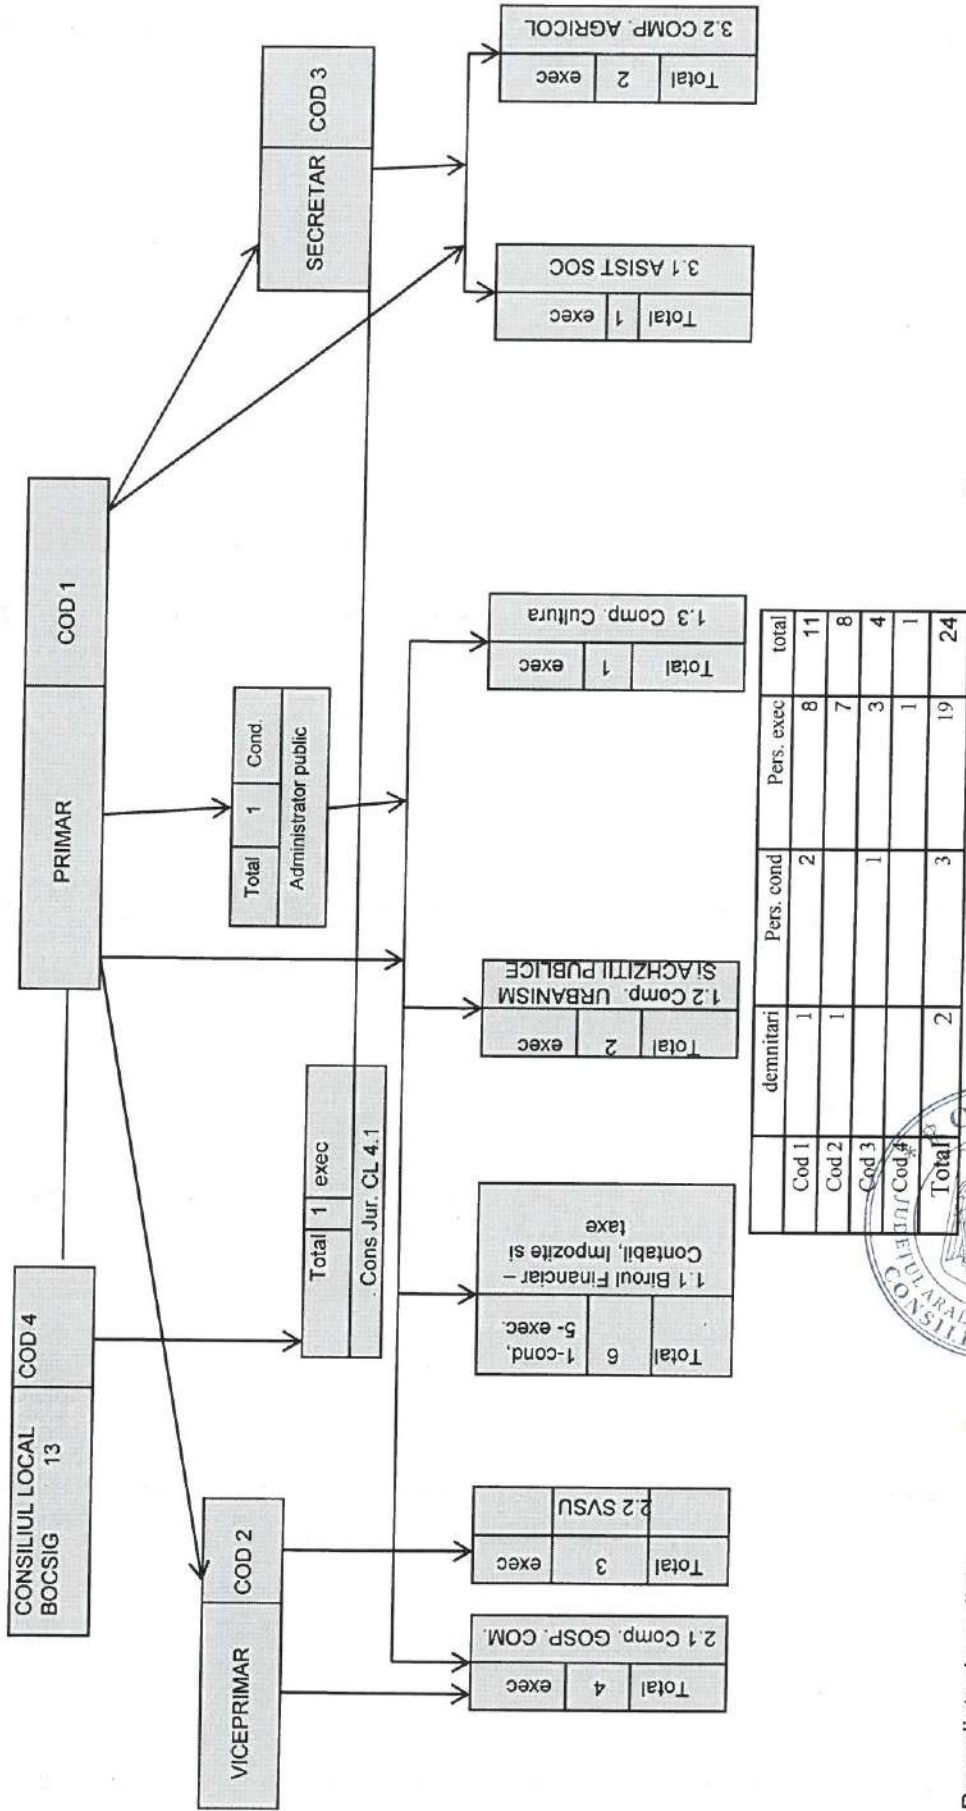 CONSILIUL LOCAL
BOCSIG 13
COD 4
PRIMAR
COD 1
VICEPRIMAR
COD 2
Total 1 exec
. Cons Jur. CL 4.1
Total 1 Cond.
Administrator public
SECRETAR
COD 3
Total 4 exec
2.1 Comp. GOSP. COM.
Total 3 exec
2.2 SVSU
Total 6 1-cond,
5- exec.
1.1 Biroul Financiar –
Contabil, Impozite si
taxe
Total 2 exec
1.2 Comp. URBANISM
SI ACHZITII PUBLICE
Total 1 exec
1.3 Comp. Cultura
Total 1 exec
3.1 ASIST SOC
Total 2 exec
3.2 COMP. AGRICOL
demnitari Pers. cond Pers. exec total
Cod 1 1 2 8 11
Cod 2 1 7 8
Cod 3 1 3 4
Cod 4 1 1
Total 2 3 19 24
JUDEȚUL ARAD